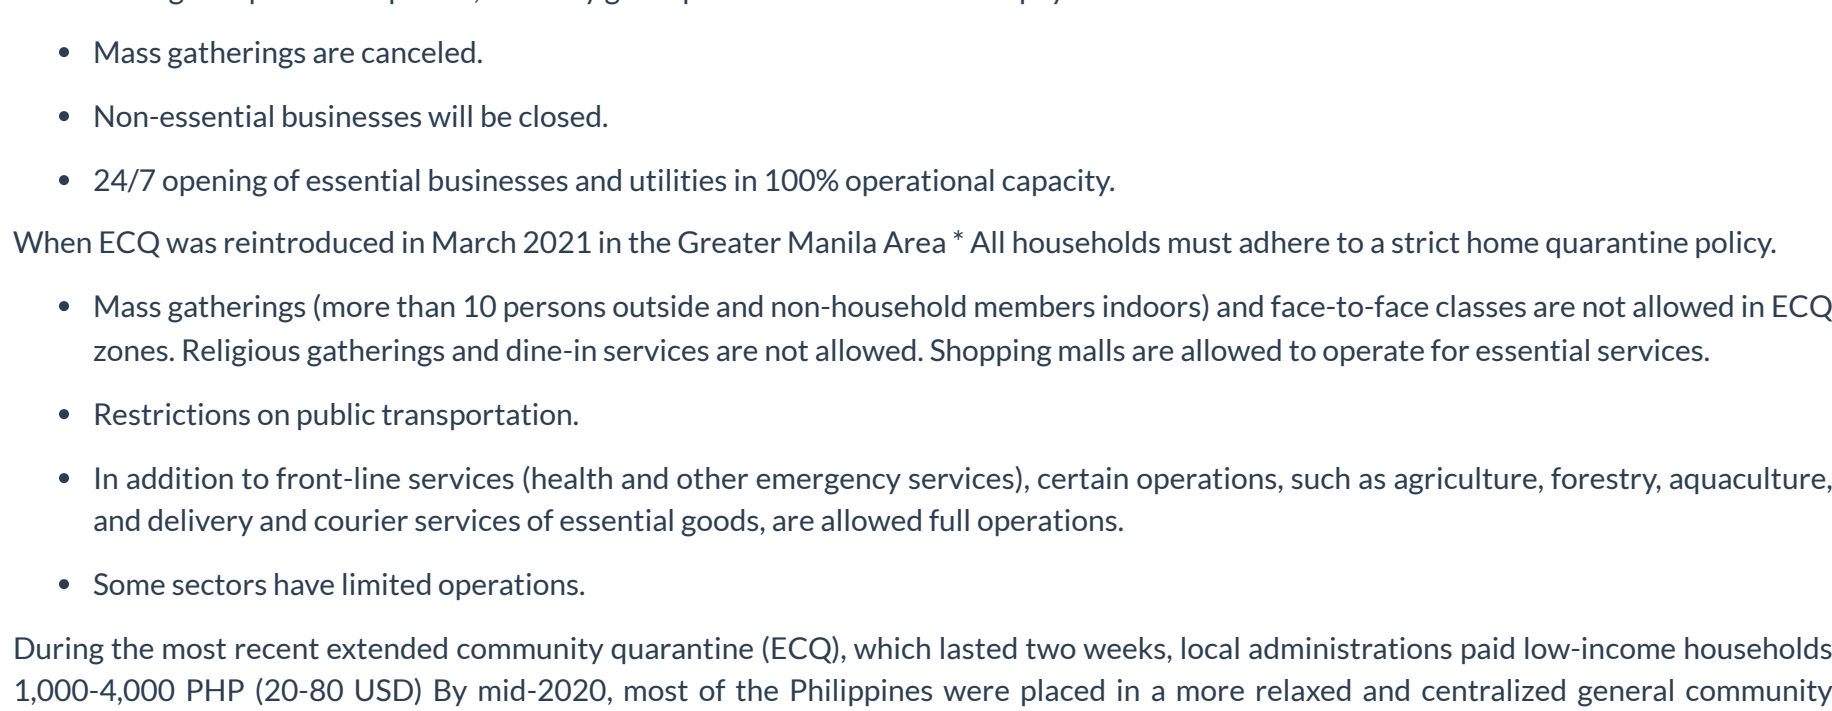 • Mass gatherings are canceled.
• Non-essential businesses will be closed.
• 24/7 opening of essential businesses and utilities in 100% operational capacity.
When ECQ was reintroduced in March 2021 in the Greater Manila Area * All households must adhere to a strict home quarantine policy.
• Mass gatherings (more than 10 persons outside and non-household members indoors) and face-to-face classes are not allowed in ECQ
zones. Religious gatherings and dine-in services are not allowed. Shopping malls are allowed to operate for essential services.
• Restrictions on public transportation.
• In addition to front-line services (health and other emergency services), certain operations, such as agriculture, forestry, aquaculture,
and delivery and courier services of essential goods, are allowed full operations.
• Some sectors have limited operations.
During the most recent extended community quarantine (ECQ), which lasted two weeks, local administrations paid low-income households
1,000-4,000 PHP (20-80 USD) By mid-2020, most of the Philippines were placed in a more relaxed and centralized general community